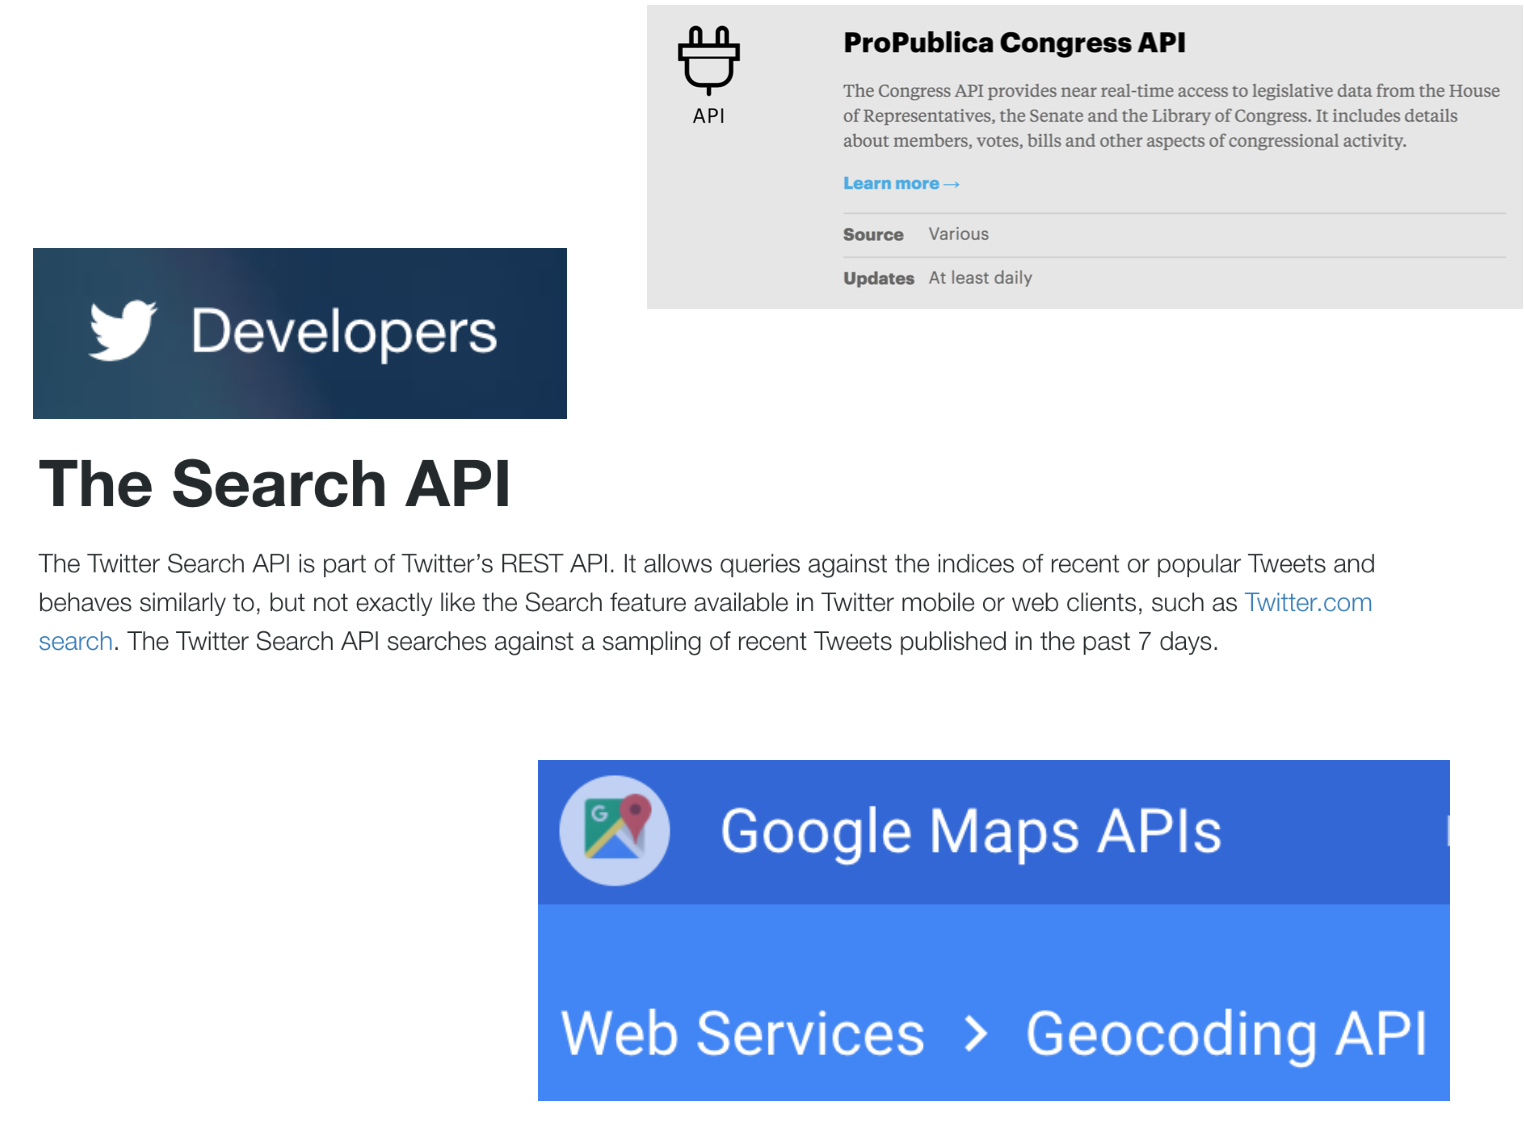 ProPublica Congress API
API
The Congress API provides near real-time access to legislative data from the House
of Representatives, the Senate and the Library of Congress. It includes details
about members, votes, bills and other aspects of congressional activity.
Learn more →
Source Various
Updates At least daily
Developers
The Search API
The Twitter Search API is part of Twitter’s REST API. It allows queries against the indices of recent or popular Tweets and
behaves similarly to, but not exactly like the Search feature available in Twitter mobile or web clients, such as Twitter.com
search. The Twitter Search API searches against a sampling of recent Tweets published in the past 7 days.
G
Google Maps APIs
Web Services > Geocoding API